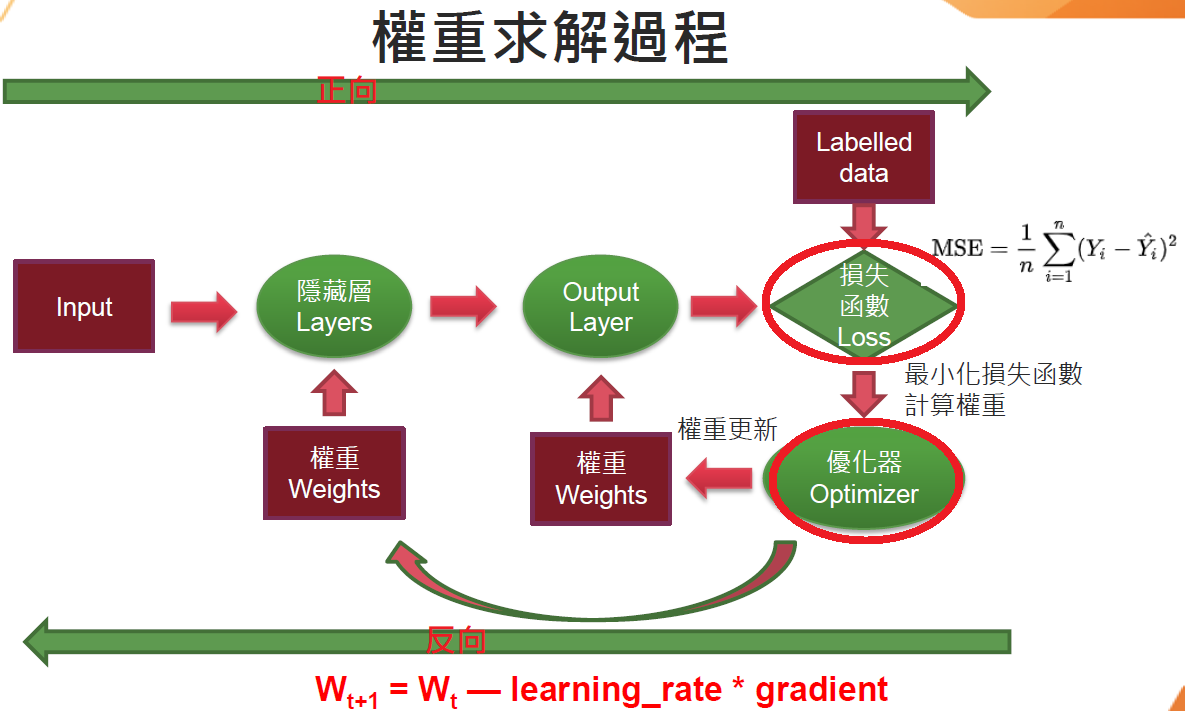 權重求解過程
正向
Labelled
data
MSE = \frac{1}{n} \sum_{i=1}^{n} (Y_i - \hat{Y}_i)^2
Input
隱藏層
Layers
Output
Layer
損失
函數
Loss
最小化損失函數
計算權重
權重更新
權重
Weights
權重
Weights
優化器
Optimizer
反向
W_{t+1} = W_t — learning_rate * gradient